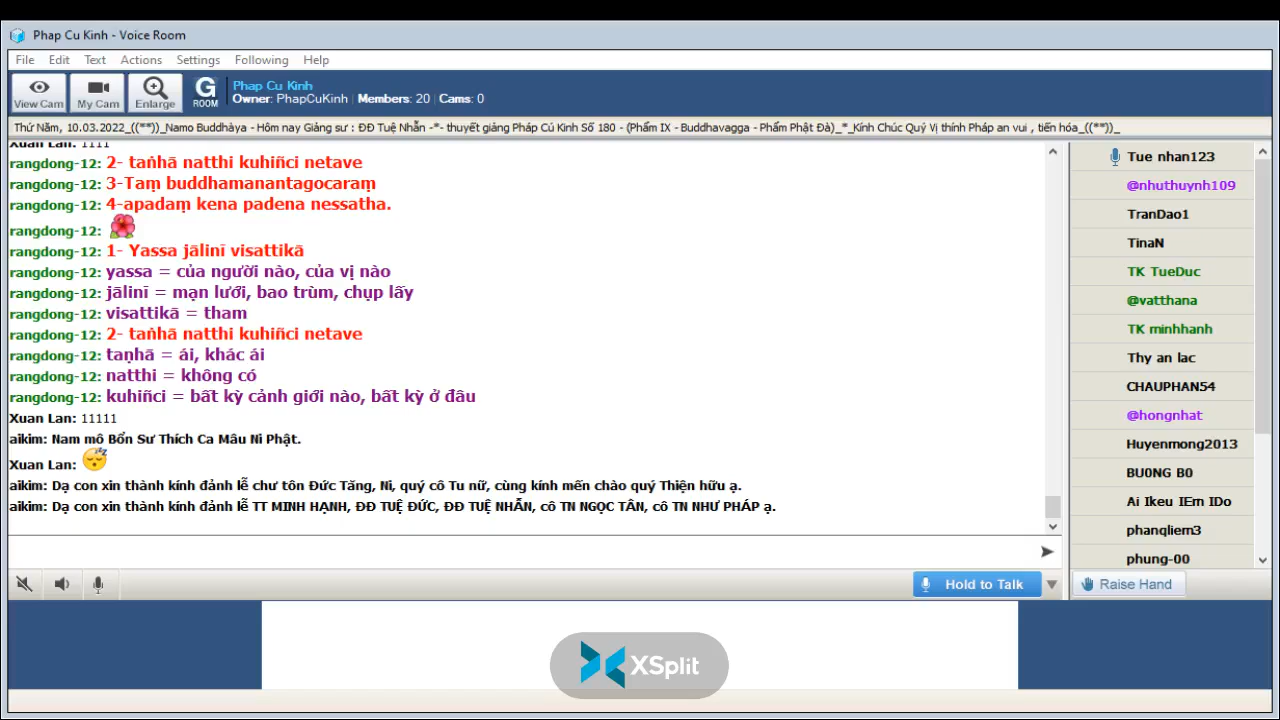 Phap Cu Kinh - Voice Room
File Edit Text Actions Settings Following Help
View Cam My Cam Enlarge G ROOM
Phap Cu Kinh
Owner: PhapCuKinh | Members: 20 | Cams: 0
Thứ Năm, 10.03.2022_((**))_Namo Buddhàya - Hôm nay Giảng sư : ĐĐ Tuệ Nhẫn -*- thuyết giảng Pháp Cú Kinh Số 180 - (Phẩm IX - Buddhavagga - Phẩm Phật Đà)_*_Kính Chúc Quý Vị thính Pháp an vui , tiến hóa_((**))_
Xuan Lan: 1111
rangdong-12: 2- taṅhā natthi kuhiñci netave
rangdong-12: 3-Taṃ buddhamanantagocaraṃ
rangdong-12: 4-apadaṃ kena padena nessatha.
rangdong-12:
rangdong-12: 1- Yassa jālinī visattikā
rangdong-12: yassa = của người nào, của vị nào
rangdong-12: jālinī = mạn lưới, bao trùm, chụp lấy
rangdong-12: visattikā = tham
rangdong-12: 2- taṅhā natthi kuhiñci netave
rangdong-12: taṇhā = ái, khác ái
rangdong-12: natthi = không có
rangdong-12: kuhiñci = bất kỳ cảnh giới nào, bất kỳ ở đâu
Xuan Lan: 11111
aikim: Nam mô Bổn Sư Thích Ca Mâu Ni Phật.
Xuan Lan:
aikim: Dạ con xin thành kính đảnh lễ chư tôn Đức Tăng, Ni, quý cô Tu nữ, cùng kính mến chào quý Thiện hữu ạ.
aikim: Dạ con xin thành kính đảnh lễ TT MINH HẠNH, ĐĐ TUỆ ĐỨC, ĐĐ TUỆ NHẪN, cô TN NGỌC TÂN, cô TN NHƯ PHÁP ạ.
Tue nhan123
@nhuthuynh109
TranDao1
TinaN
TK TueDuc
@vatthana
TK minhhanh
Thy an lac
CHAUPHAN54
@hongnhat
Huyenmong2013
BU0NG B0
Ai Ikeu IEm IDo
phanqliem3
phung-00
Hold to Talk
Raise Hand
XSplit